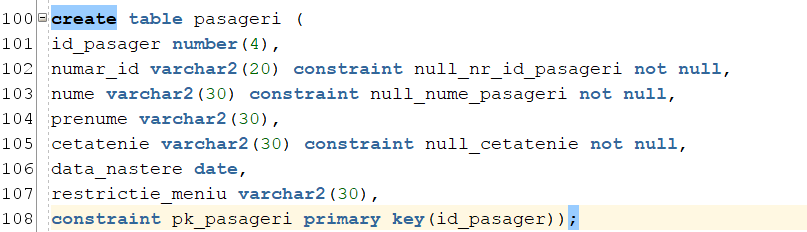 100 create table pasageri (
101 id_pasager number(4),
102 numar_id varchar2(20) constraint null_nr_id_pasageri not null,
103 nume varchar2(30) constraint null_nume_pasageri not null,
104 prenume varchar2(30),
105 cetatenie varchar2(30) constraint null_cetatenie not null,
106 data_nastere date,
107 restrictie_meniu varchar2(30),
108 constraint pk_pasageri primary key(id_pasager));